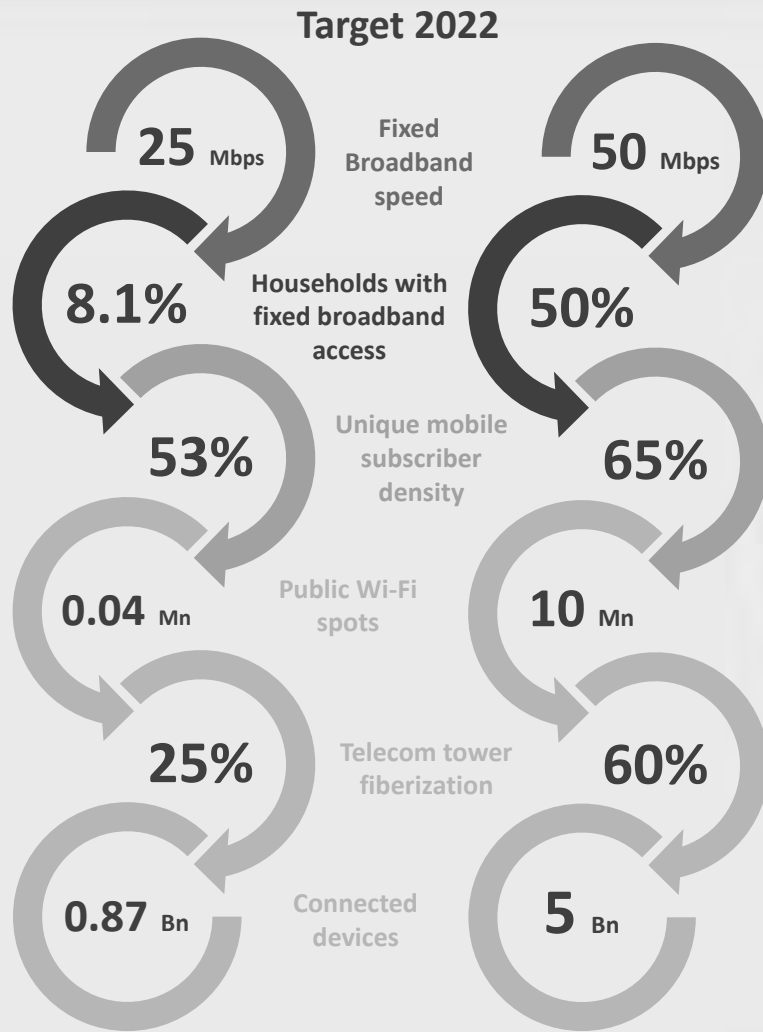 Target 2022
25 Mbps
Fixed
Broadband
speed
50 Mbps
8.1%
Households with
fixed broadband
access
50%
53%
Unique mobile
subscriber
density
65%
0.04 Mn
Public Wi-Fi
spots
10 Mn
25%
Telecom tower
fiberization
60%
0.87 Bn
Connected
devices
5 Bn